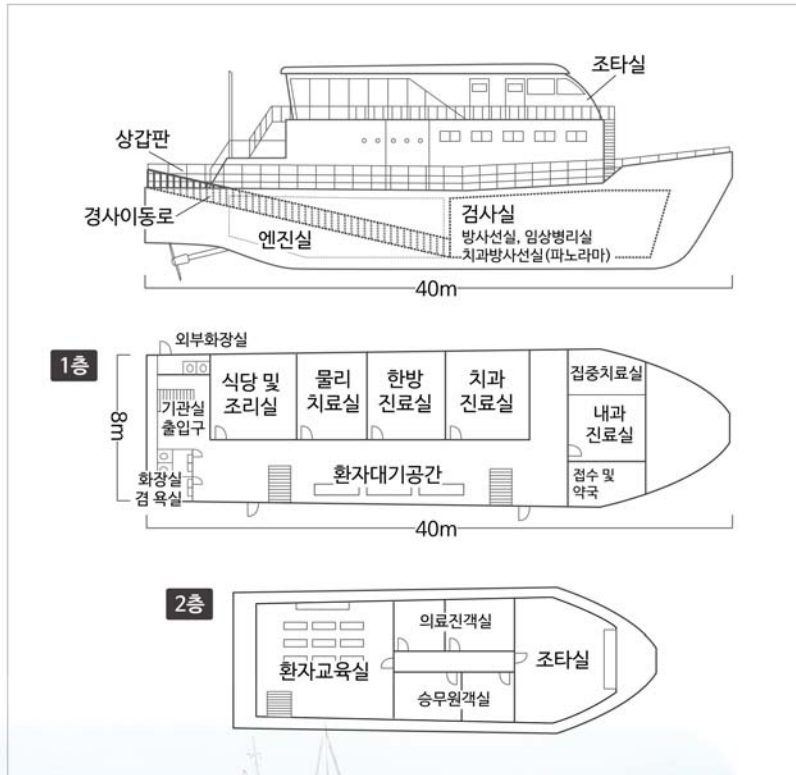 조타실
상갑판
경사이동로
엔진실
검사실
방사선실, 임상병리실
치과방사선실(파노라마)
40m
1층
외부화장실
8m
기관실
출입구
식당 및
조리실
물리
치료실
한방
진료실
치과
진료실
집중치료실
내과
진료실
환자대기공간
화장실
겸 욕실
접수 및
약국
40m
2층
의료진객실
환자교육실
조타실
승무원객실